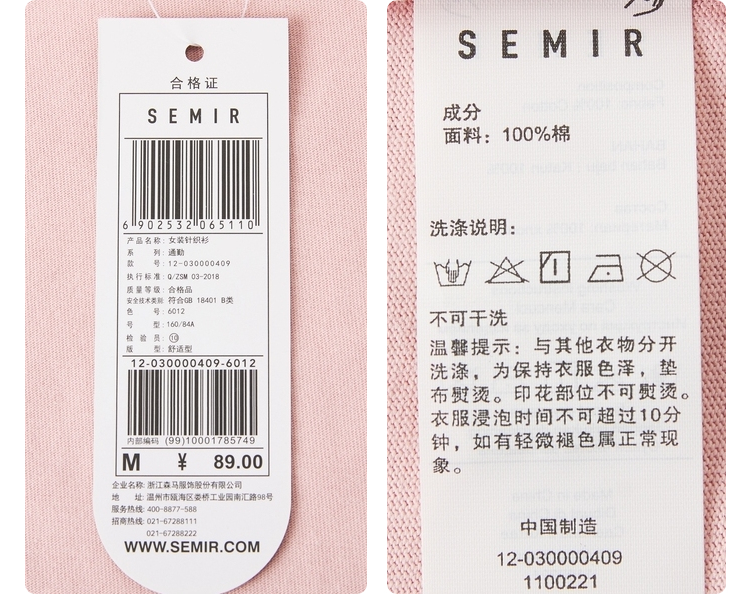 合格证
SEMIR
6 902532 065110
产品名称: 女装针织衫
系 列: 通勤
款 号: 12-030000409
执行标准: Q/ZSM 03-2018
质量等级: 合格品
安全技术类别: 符合GB 18401 B类
色 号: 6012
号 型: 160/84A
检 验 员: ⑩
版 型: 舒适型
12-030000409-6012
内部编码 (99)10001785749
M ¥ 89.00
企业名称: 浙江森马服饰股份有限公司
地 址: 温州市瓯海区娄桥工业园南汇路98号
服务热线: 400-8877-588
招商热线: 021-67288111
021-67288222
WWW.SEMIR.COM
SEMIR
成分
面料: 100%棉
洗涤说明:
不可干洗
温馨提示: 与其他衣物分开
洗涤，为保持衣服色泽，垫
布熨烫。印花部位不可熨烫。
衣服浸泡时间不可超过10分
钟，如有轻微褪色属正常现
象。
中国制造
12-030000409
1100221